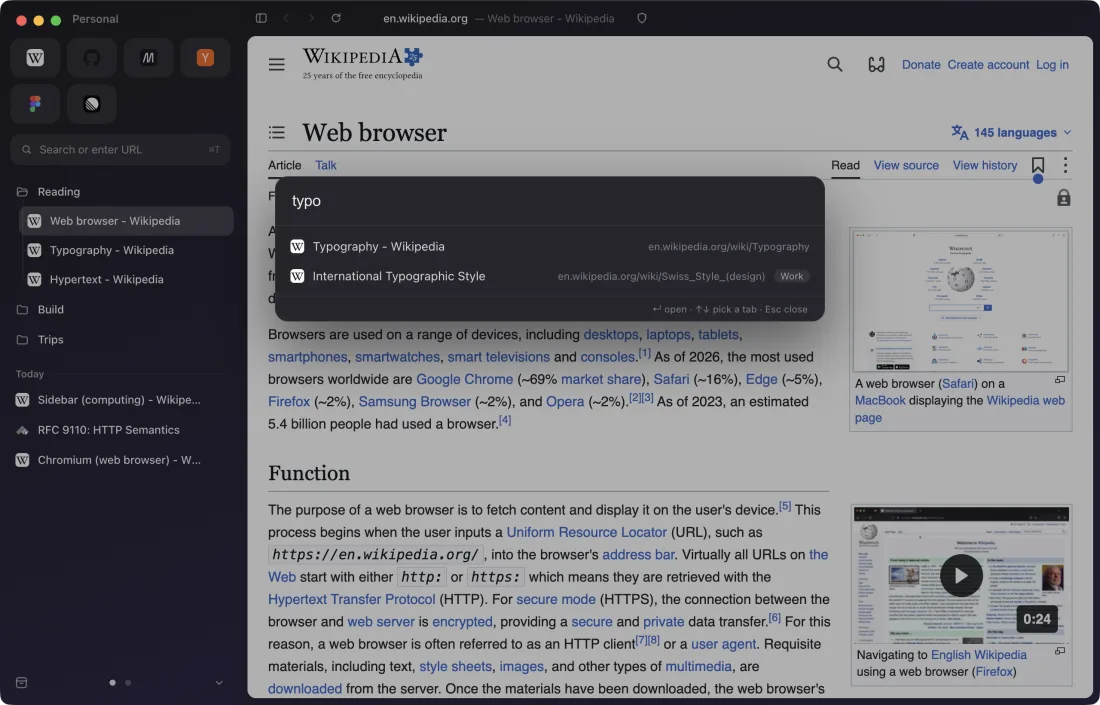 Personal
en.wikipedia.org — Web browser - Wikipedia
Search or enter URL
⌘T
Reading
Web browser - Wikipedia
Typography - Wikipedia
Hypertext - Wikipedia
Build
Trips
Today
Sidebar (computing) - Wikipe...
RFC 9110: HTTP Semantics
Chromium (web browser) - W...
WIKIPEDIA
25 years of the free encyclopedia
Donate Create account Log in
Web browser
145 languages
Article Talk
Read View source View history
typo
Typography - Wikipedia
en.wikipedia.org/wiki/Typography
International Typographic Style
en.wikipedia.org/wiki/Swiss_Style_(design) Work
↵ open · ↑↓ pick a tab · Esc close
Browsers are used on a range of devices, including desktops, laptops, tablets,
smartphones, smartwatches, smart televisions and consoles.[1] As of 2026, the most used
browsers worldwide are Google Chrome (~69% market share), Safari (~16%), Edge (~5%),
Firefox (~2%), Samsung Browser (~2%), and Opera (~2%).[2][3] As of 2023, an estimated
5.4 billion people had used a browser.[4]
A web browser (Safari) on a
MacBook displaying the Wikipedia web
page
Function
The purpose of a web browser is to fetch content and display it on the user's device.[5] This
process begins when the user inputs a Uniform Resource Locator (URL), such as
https://en.wikipedia.org/, into the browser's address bar. Virtually all URLs on the
Web start with either http: or https: which means they are retrieved with the
Hypertext Transfer Protocol (HTTP). For secure mode (HTTPS), the connection between the
browser and web server is encrypted, providing a secure and private data transfer.[6] For this
reason, a web browser is often referred to as an HTTP client[7][8] or a user agent. Requisite
materials, including text, style sheets, images, and other types of multimedia, are
downloaded from the server. Once the materials have been downloaded, the web browser's
0:24
Navigating to English Wikipedia
using a web browser (Firefox)